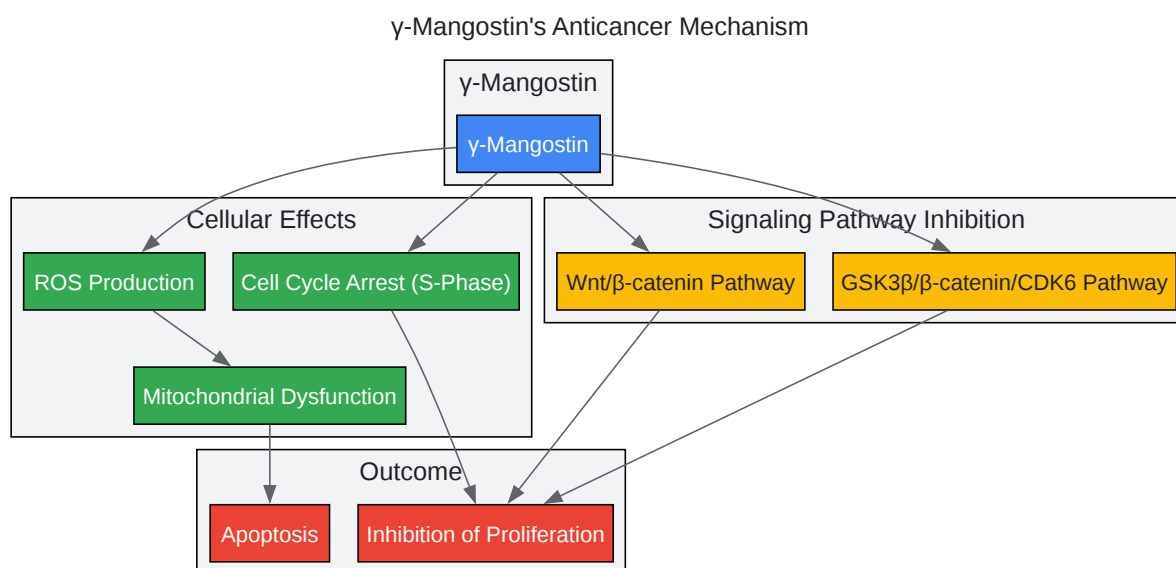 γ-Mangostin's Anticancer Mechanism
γ-Mangostin
γ-Mangostin
Cellular Effects
Signaling Pathway Inhibition
ROS Production
Cell Cycle Arrest (S-Phase)
Wnt/β-catenin Pathway
GSK3β/β-catenin/CDK6 Pathway
Mitochondrial Dysfunction
Outcome
Apoptosis
Inhibition of Proliferation